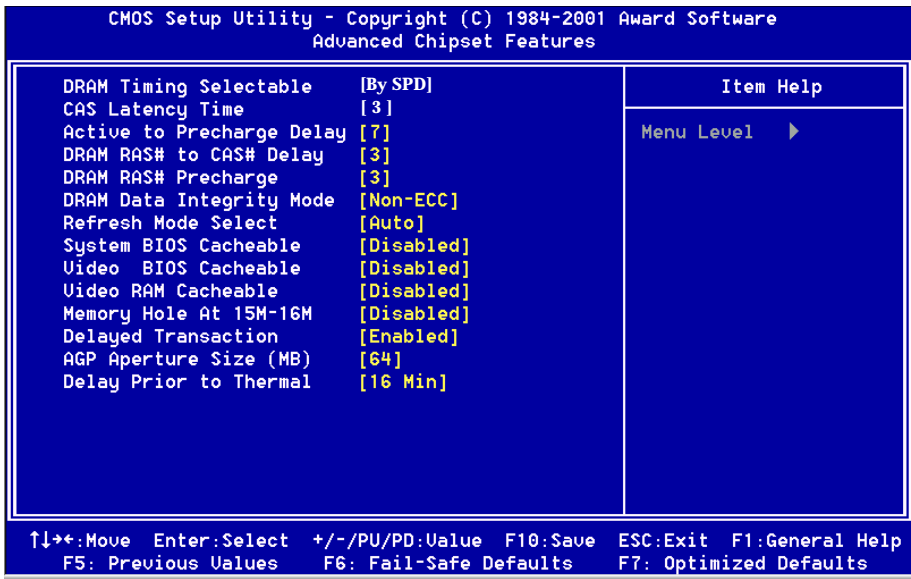 CMOS Setup Utility - Copyright (C) 1984-2001 Award Software
Advanced Chipset Features
DRAM Timing Selectable [By SPD]
CAS Latency Time [ 3 ]
Active to Precharge Delay [7]
DRAM RAS# to CAS# Delay [3]
DRAM RAS# Precharge [3]
DRAM Data Integrity Mode [Non-ECC]
Refresh Mode Select [Auto]
System BIOS Cacheable [Disabled]
Video BIOS Cacheable [Disabled]
Video RAM Cacheable [Disabled]
Memory Hole At 15M-16M [Disabled]
Delayed Transaction [Enabled]
AGP Aperture Size (MB) [64]
Delay Prior to Thermal [16 Min]
Item Help
Menu Level ▶
↑↓→←:Move Enter:Select +/-/PU/PD:Value F10:Save ESC:Exit F1:General Help
F5: Previous Values F6: Fail-Safe Defaults F7: Optimized Defaults